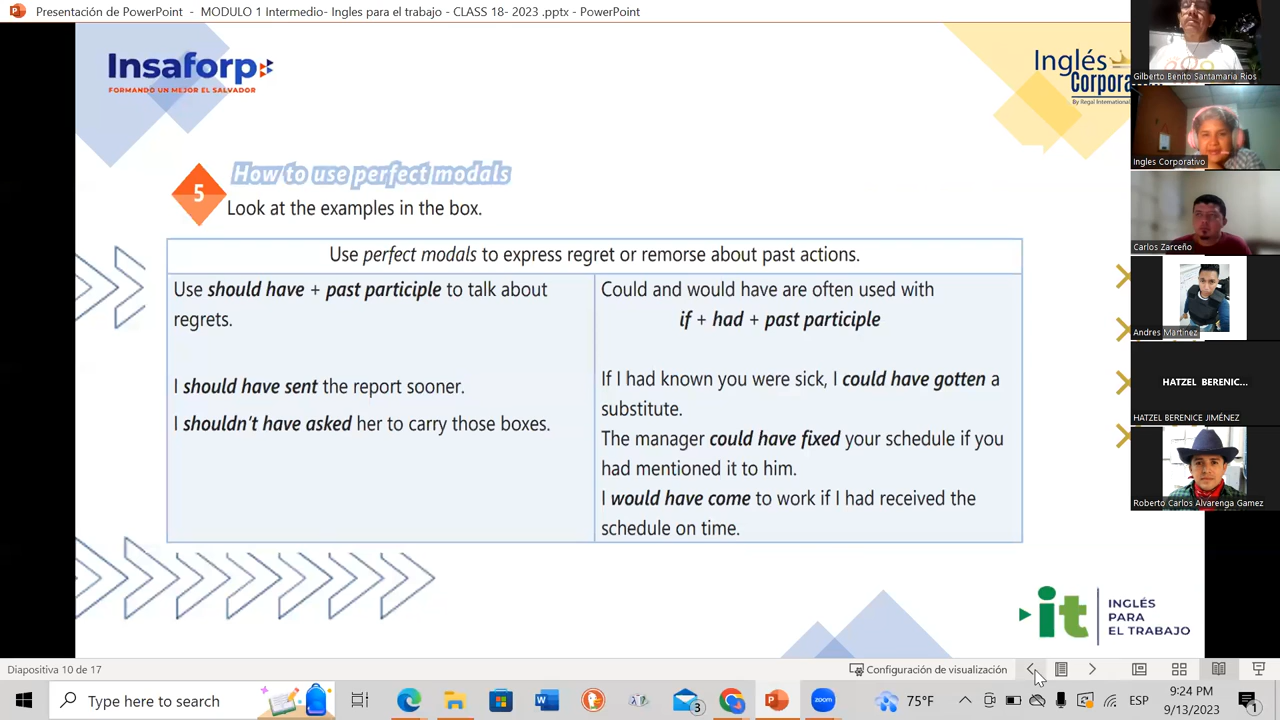 Presentación de PowerPoint - MODULO 1 Intermedio- Ingles para el trabajo - CLASS 18- 2023 .pptx - PowerPoint
Insaforp
FORMANDO UN MEJOR EL SALVADOR
Inglés
By Regal International
5
How to use perfect modals
Look at the examples in the box.
Use perfect modals to express regret or remorse about past actions.
Use should have + past participle to talk about
regrets.
I should have sent the report sooner.
I shouldn't have asked her to carry those boxes.
Could and would have are often used with
if + had + past participle
If I had known you were sick, I could have gotten a
substitute.
The manager could have fixed your schedule if you
had mentioned it to him.
I would have come to work if I had received the
schedule on time.
it
INGLÉS
PARA
EL TRABAJO
Gilberto Benito Santamaria Rios
Ingles Corporativo
Carlos Zarceño
Andres Martinez
HATZEL BERENIC...
HATZEL BERENICE JIMÉNEZ
Roberto Carlos Alvarenga Gamez
Diapositiva 10 de 17
Configuración de visualización
Type here to search
3
zoom
75°F
ESP
9:24 PM
9/13/2023
1